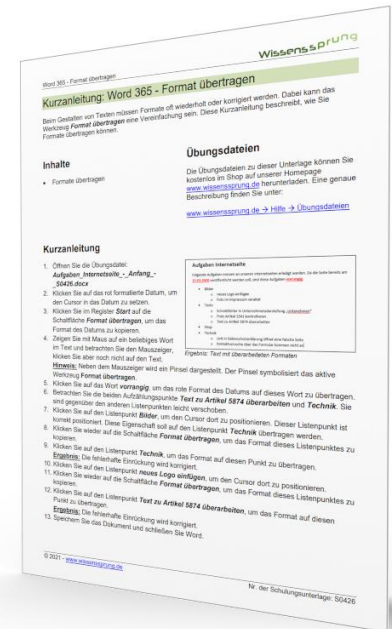 Wissenssprung
Word 365 - Format übertragen
Kurzanleitung: Word 365 - Format übertragen
Beim Gestalten von Texten müssen Formate oft wiederholt oder korrigiert werden. Dabei kann das
Werkzeug Format übertragen eine Vereinfachung sein. Diese Kurzanleitung beschreibt, wie Sie
Formate übertragen können.
Inhalte
• Formate übertragen
Übungsdateien
Die Übungsdateien zu dieser Unterlage können Sie
kostenlos im Shop auf unserer Homepage
www.wissenssprung.de herunterladen. Eine genaue
Beschreibung finden Sie unter:
www.wissenssprung.de → Hilfe → Übungsdateien
Kurzanleitung
1. Öffnen Sie die Übungsdatei:
Aufgaben_Internetseite_-_Anfang_-
_S0426.docx
2. Klicken Sie auf das rot formatierte Datum, um
den Cursor in das Datum zu setzen.
3. Klicken Sie im Register Start auf die
Schaltfläche Format übertragen, um das
Format des Datums zu kopieren.
4. Zeigen Sie mit Maus auf ein beliebiges Wort
im Text und betrachten Sie den Mauszeiger,
klicken Sie aber noch nicht auf den Text.
Hinweis: Neben dem Mauszeiger wird ein Pinsel dargestellt. Der Pinsel symbolisiert das aktive
Werkzeug Format übertragen.
Aufgaben Internetseite
• Bilder
• Texte
• Shop
• Technik
Ergebnis: Text mit überarbeiteten Formaten
5. Klicken Sie auf das Wort vorrangig, um das rote Format des Datums auf dieses Wort zu übertragen.
6. Betrachten Sie die beiden Aufzählungspunkte Text zu Artikel 5874 überarbeiten und Technik. Sie
sind gegenüber den anderen Listenpunkten leicht verschoben.
7. Klicken Sie auf den Listenpunkt Bilder, um den Cursor dort zu positionieren. Dieser Listenpunkt ist
korrekt positioniert. Diese Eigenschaft soll auf den Listenpunkt Technik übertragen werden.
8. Klicken Sie wieder auf die Schaltfläche Format übertragen, um das Format dieses Listenpunktes zu
kopieren.
9. Klicken Sie auf den Listenpunkt Technik, um das Format auf diesen Punkt zu übertragen.
Ergebnis: Die fehlerhafte Einrückung wird korrigiert.
10. Klicken Sie auf den Listenpunkt neues Logo einfügen, um den Cursor dort zu positionieren.
11. Klicken Sie wieder auf die Schaltfläche Format übertragen, um das Format dieses Listenpunktes zu
kopieren.
12. Klicken Sie auf den Listenpunkt Text zu Artikel 5874 überarbeiten, um das Format auf diesen
Punkt zu übertragen.
Ergebnis: Die fehlerhafte Einrückung wird korrigiert.
13. Speichern Sie das Dokument und schließen Sie Word.
© 2021 - www.wissenssprung.de
Nr. der Schulungsunterlage: S0426